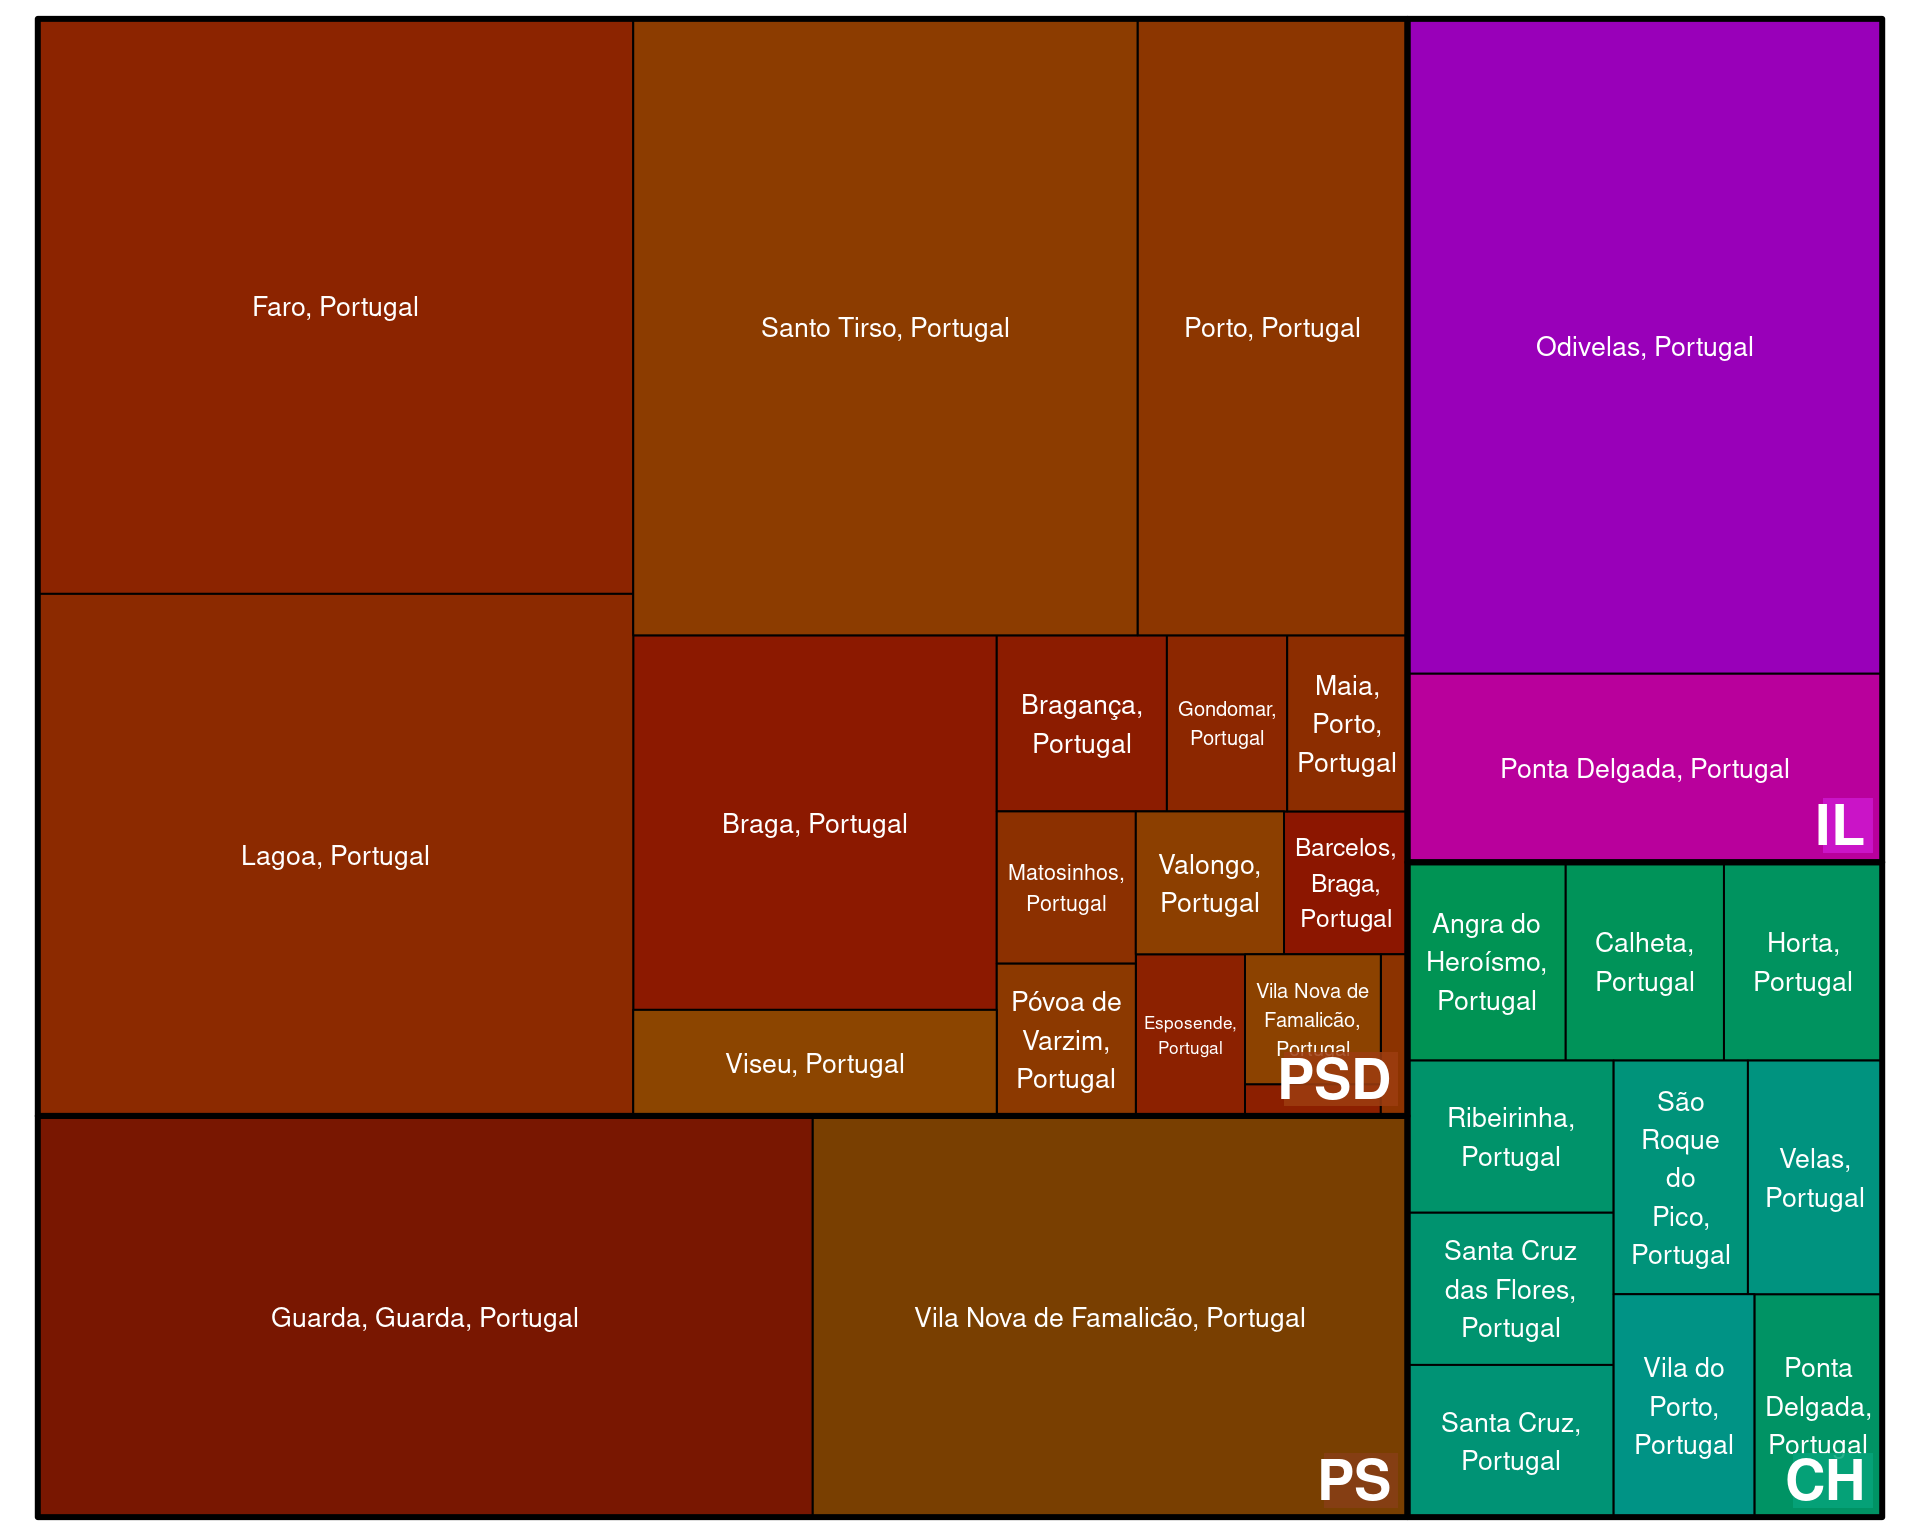 Faro, Portugal
Santo Tirso, Portugal
Porto, Portugal
Odivelas, Portugal
Lagoa, Portugal
Braga, Portugal
Bragança,
Portugal
Gondomar,
Portugal
Maia,
Porto,
Portugal
Ponta Delgada, Portugal
IL
Matosinhos,
Portugal
Valongo,
Portugal
Barcelos,
Braga,
Portugal
Viseu, Portugal
Póvoa de
Varzim,
Portugal
Esposende,
Portugal
Vila Nova de
Famalicão,
Portugal
PSD
Angra do
Heroísmo,
Portugal
Calheta,
Portugal
Horta,
Portugal
Ribeirinha,
Portugal
São
Roque
do
Pico,
Portugal
Velas,
Portugal
Santa Cruz
das Flores,
Portugal
Guarda, Guarda, Portugal
Vila Nova de Famalicão, Portugal
PS
Santa Cruz,
Portugal
Vila do
Porto,
Portugal
Ponta
Delgada,
Portugal
CH